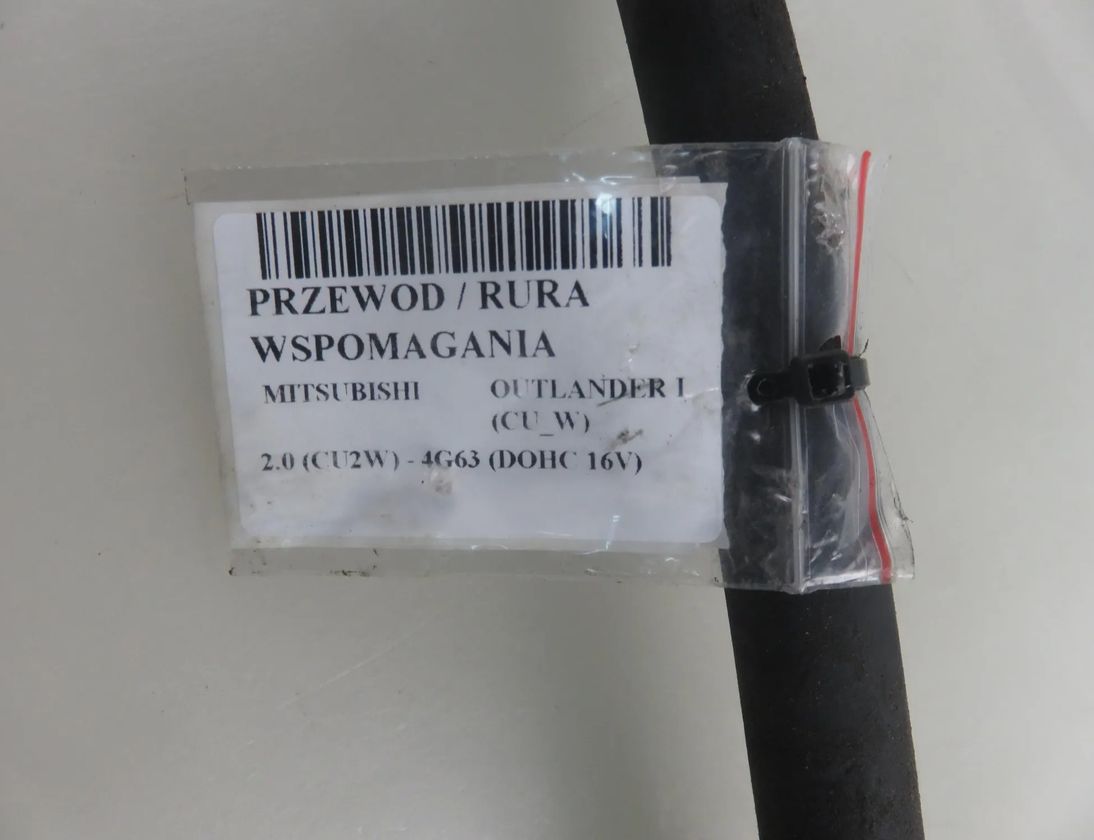 PRZEWOD / RURA
WSPOMAGANIA
MITSUBISHI OUTLANDER I
(CU_W)
2.0 (CU2W) - 4G63 (DOHC 16V)